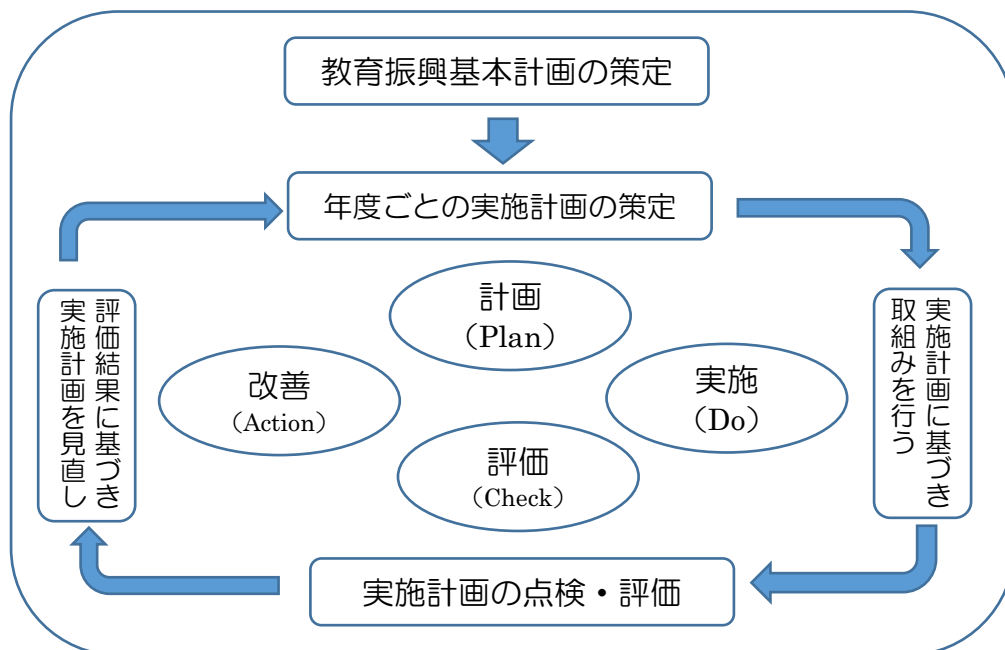 教育振興基本計画の策定
年度ごとの実施計画の策定
計画
（Plan）
実施
（Do）
改善
（Action）
評価
（Check）
実施計画に基づき
取組みを行う
評価結果に基づき
実施計画を見直し
実施計画の点検・評価